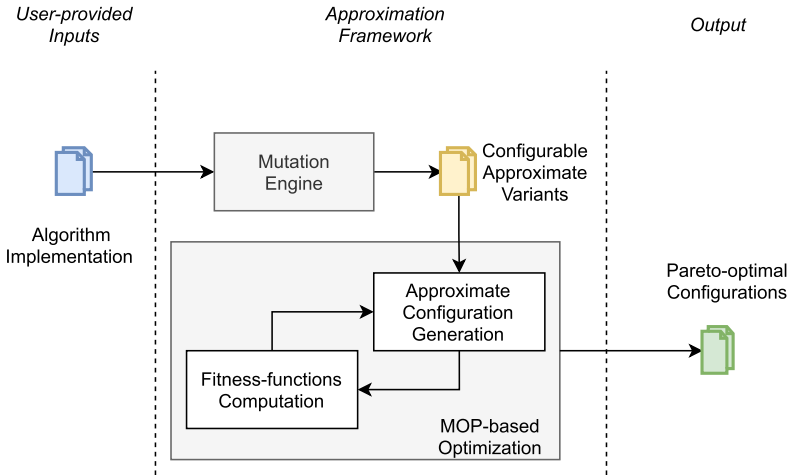 User-provided
Inputs
Approximation
Framework
Output
Mutation
Engine
Configurable
Approximate
Variants
Algorithm
Implementation
Approximate
Configuration
Generation
Pareto-optimal
Configurations
Fitness-functions
Computation
MOP-based
Optimization